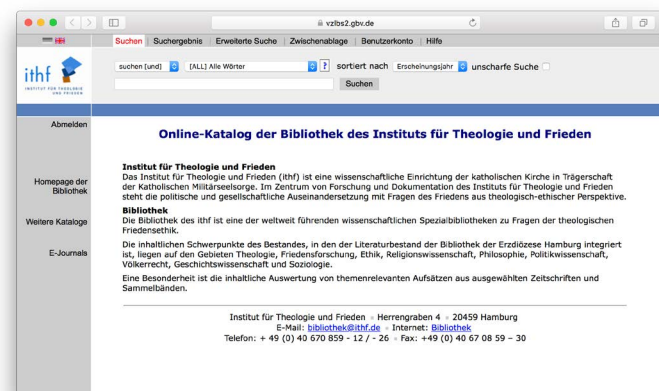 vzlbs2.gbv.de
Suchen | Suchergebnis | Erweiterte Suche | Zwischenablage | Benutzerkonto | Hilfe
ithf
INSTITUT FÜR THEOLOGIE
UND FRIEDEN
suchen [und] [ALL] Alle Wörter ? sortiert nach Erscheinungsjahr unscharfe Suche
Suchen
Abmelden
Homepage der
Bibliothek
Weitere Kataloge
E-Journals
Online-Katalog der Bibliothek des Instituts für Theologie und Frieden
Institut für Theologie und Frieden
Das Institut für Theologie und Frieden (ithf) ist eine wissenschaftliche Einrichtung der katholischen Kirche in Trägerschaft
der Katholischen Militärseelsorge. Im Zentrum von Forschung und Dokumentation des Instituts für Theologie und Frieden
steht die politische und gesellschaftliche Auseinandersetzung mit Fragen des Friedens aus theologisch-ethischer Perspektive.
Bibliothek
Die Bibliothek des ithf ist eine der weltweit führenden wissenschaftlichen Spezialbibliotheken zu Fragen der theologischen
Friedensethik.
Die inhaltlichen Schwerpunkte des Bestandes, in den der Literaturbestand der Bibliothek der Erzdiözese Hamburg integriert
ist, liegen auf den Gebieten Theologie, Friedensforschung, Ethik, Religionswissenschaft, Philosophie, Politikwissenschaft,
Völkerrecht, Geschichtswissenschaft und Soziologie.
Eine Besonderheit ist die inhaltliche Auswertung von themenrelevanten Aufsätzen aus ausgewählten Zeitschriften und
Sammelbänden.
Institut für Theologie und Frieden » Herrengraben 4 » 20459 Hamburg
E-Mail: bibliothek@ithf.de » Internet: Bibliothek
Telefon: + 49 (0) 40 670 859 - 12 / - 26 » Fax: +49 (0) 40 67 08 59 – 30